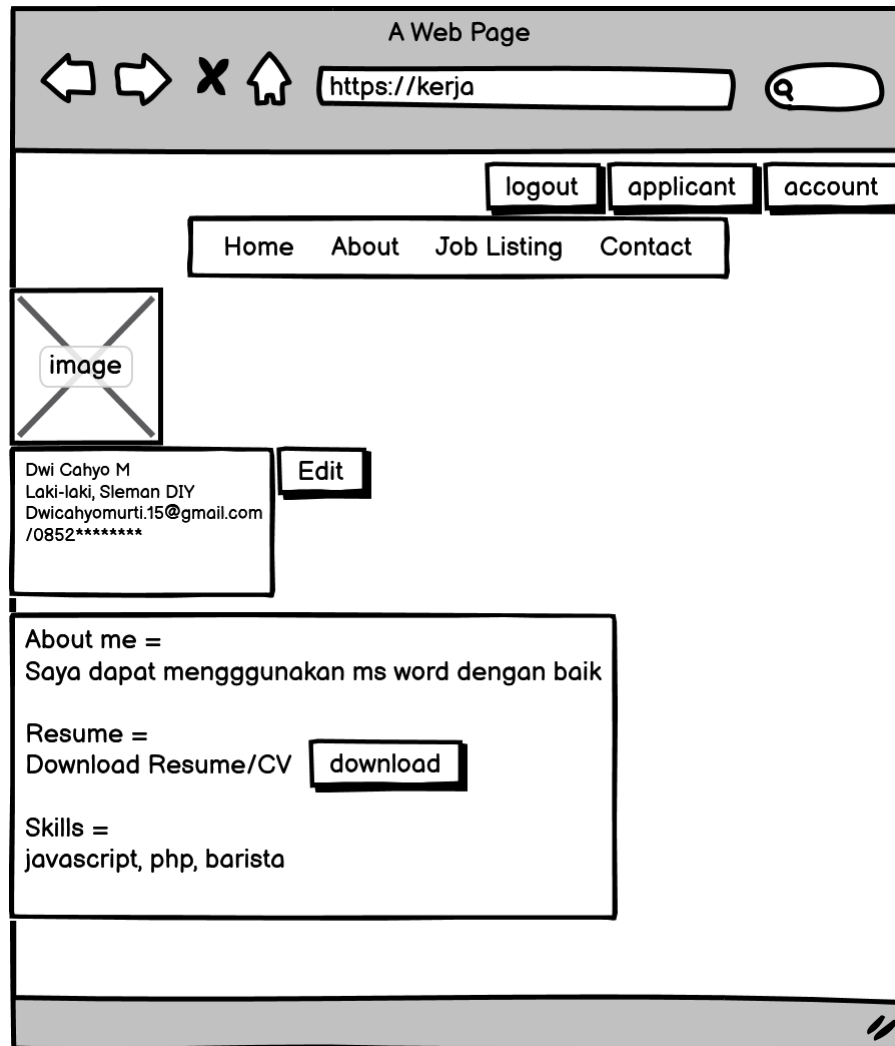 A Web Page
https://kerja
logout applicant account
Home About Job Listing Contact
image
Dwi Cahyo M
Laki-laki, Sleman DIY
Dwicahyomurti.15@gmail.com
/0852********
Edit
About me =
Saya dapat mengggunakan ms word dengan baik
Resume =
Download Resume/CV download
Skills =
javascript, php, barista